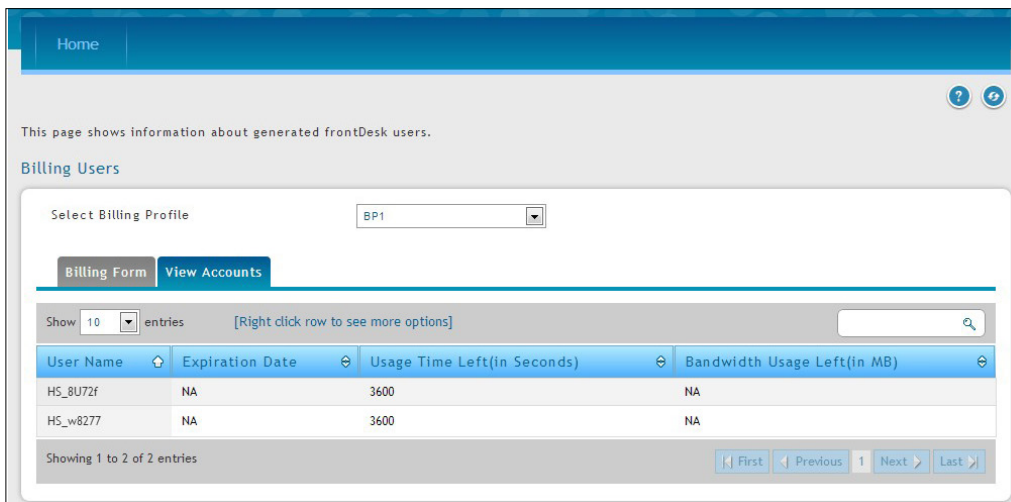 Home
?
This page shows information about generated frontDesk users.
Billing Users
Select Billing Profile BP1
Billing Form View Accounts
Show 10 entries [Right click row to see more options]
User Name Expiration Date Usage Time Left(in Seconds) Bandwidth Usage Left(in MB)
HS_8U72f NA 3600 NA
HS_w8277 NA 3600 NA
Showing 1 to 2 of 2 entries First Previous 1 Next Last